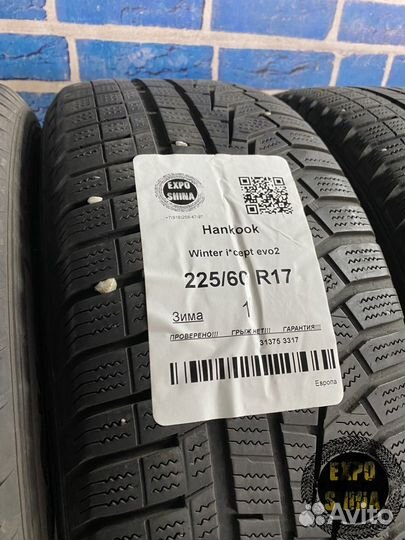 EXPO
SHINA
Hankook
Winter i*cept evo2
225/60 R17
Зима 1
ПРОВЕРЕНО!!! ГРЫЖ НЕТ!!! ГАРАНТИЯ!!!
31375 3317
Европа
EXPO
SHINA
Avito